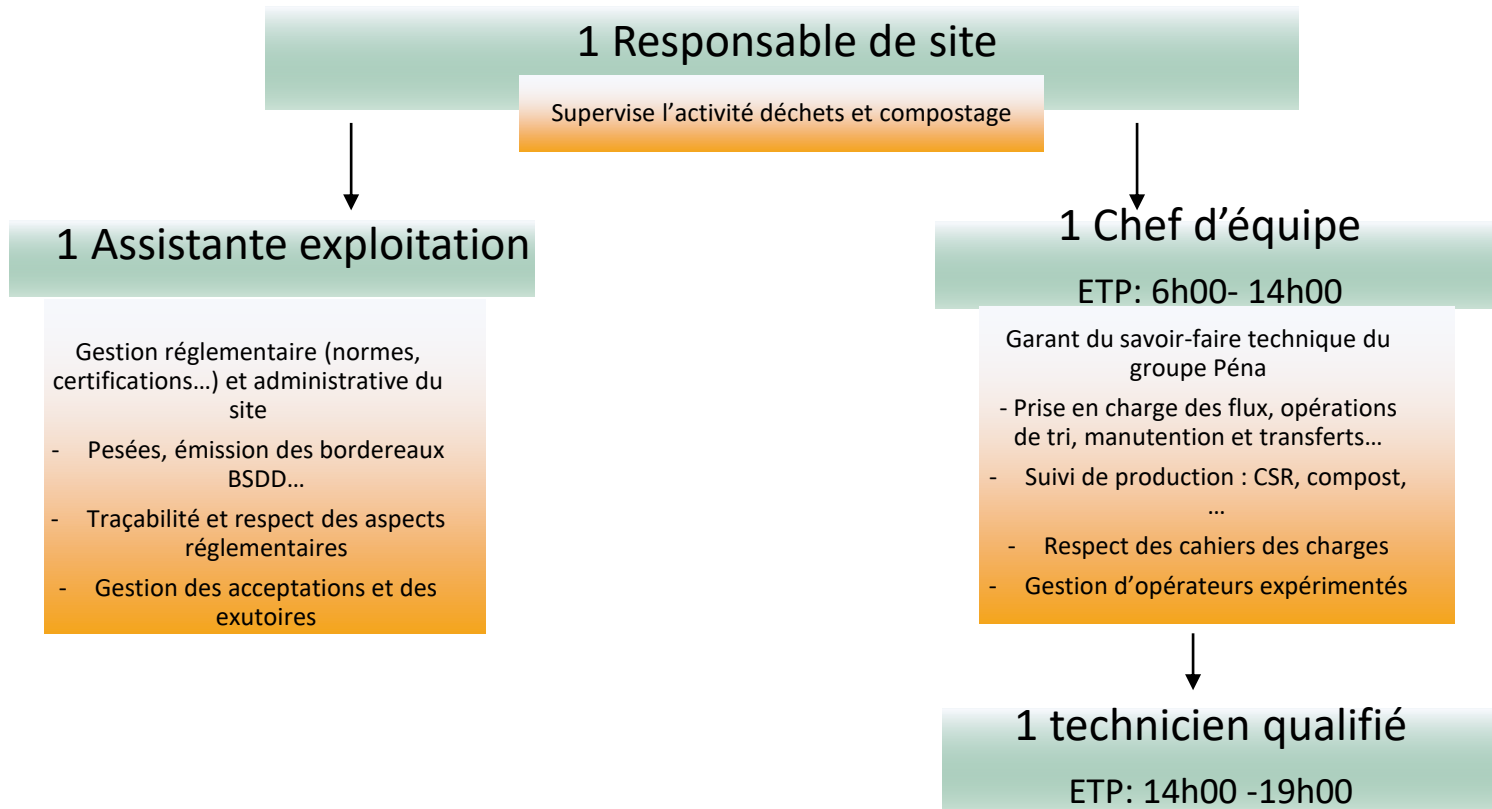 1 Responsable de site
Supervise l’activité déchets et compostage
1 Assistante exploitation
Gestion réglementaire (normes,
certifications…) et administrative du
site
- Pesées, émission des bordereaux
BSDD…
- Traçabilité et respect des aspects
réglementaires
- Gestion des acceptations et des
exutoires
1 Chef d’équipe
ETP: 6h00- 14h00
Garant du savoir-faire technique du
groupe Péna
- Prise en charge des flux, opérations
de tri, manutention et transferts…
- Suivi de production : CSR, compost,
…
- Respect des cahiers des charges
- Gestion d’opérateurs expérimentés
1 technicien qualifié
ETP: 14h00 -19h00